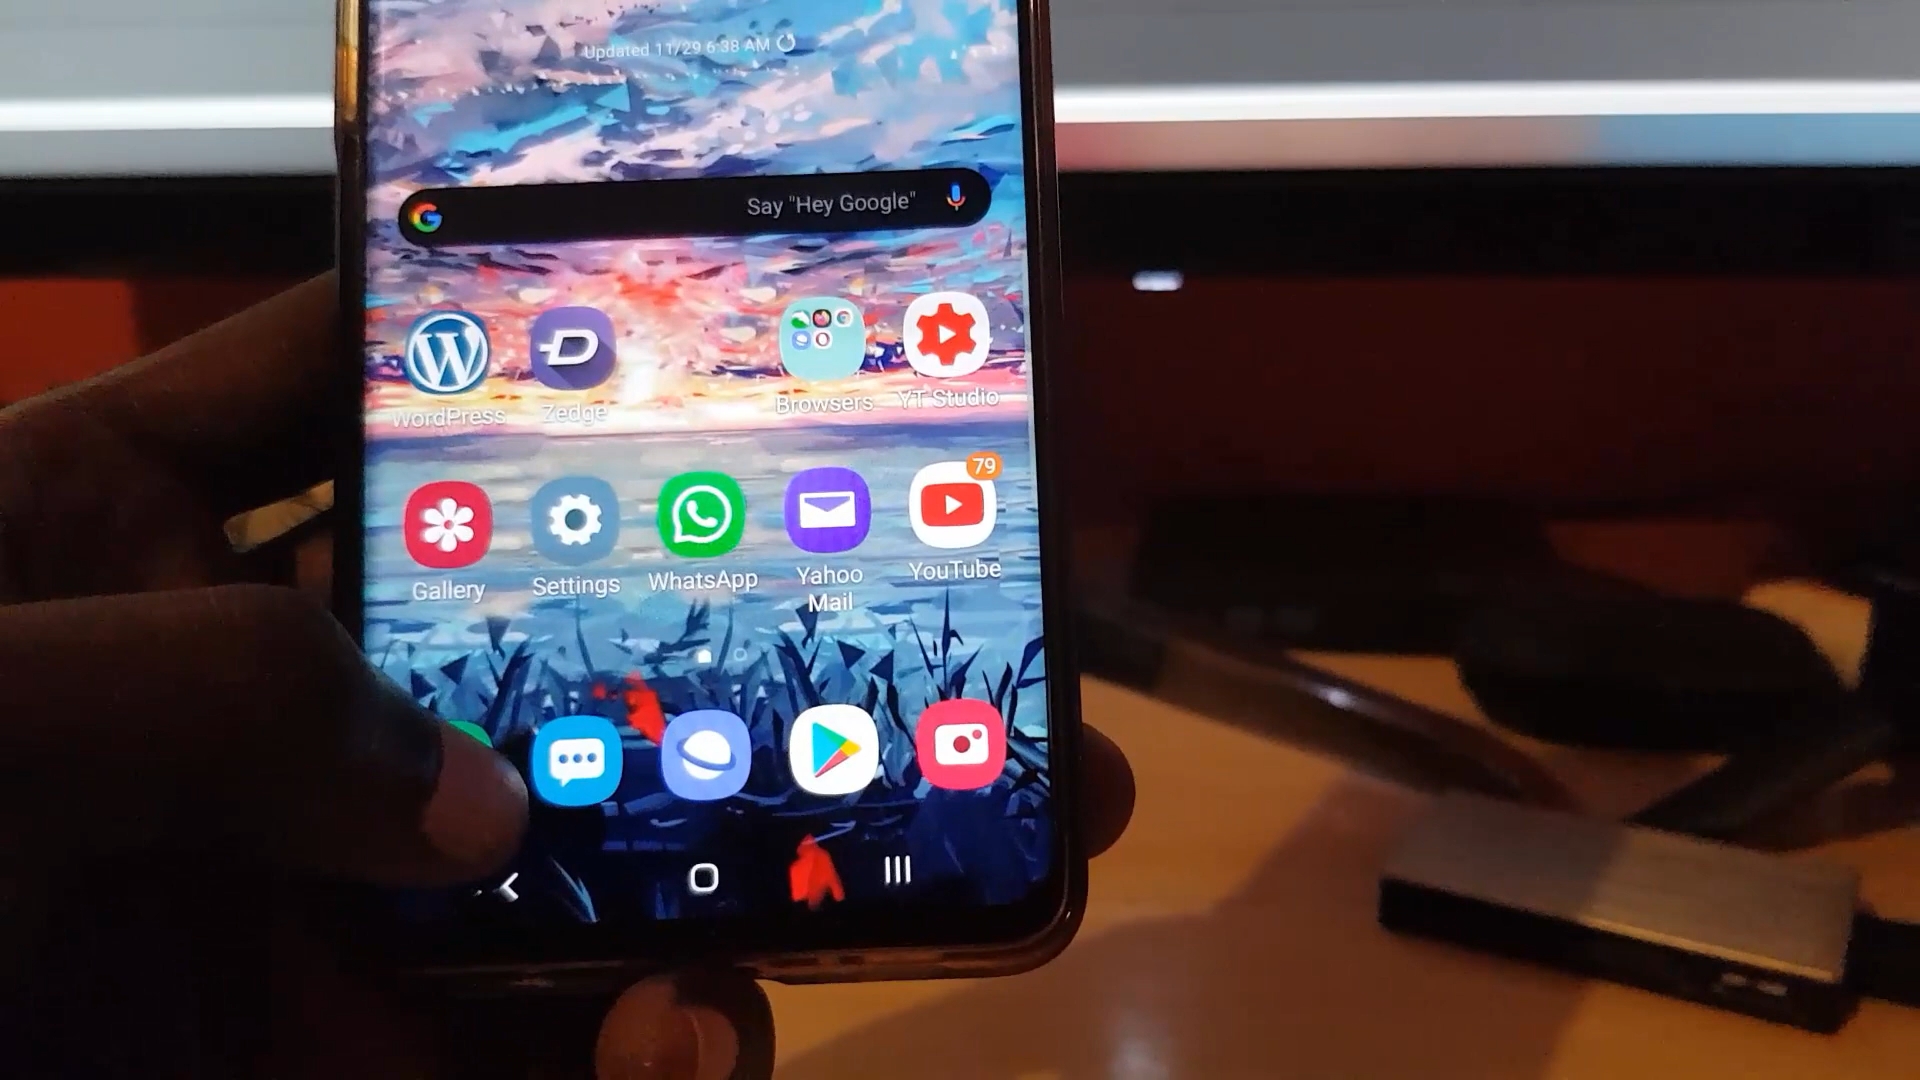 Updated 11/29 6:38 AM
Say "Hey Google"
WordPress
Zedge
Browsers
YT Studio
79
Gallery
Settings
WhatsApp
Yahoo
Mail
YouTube